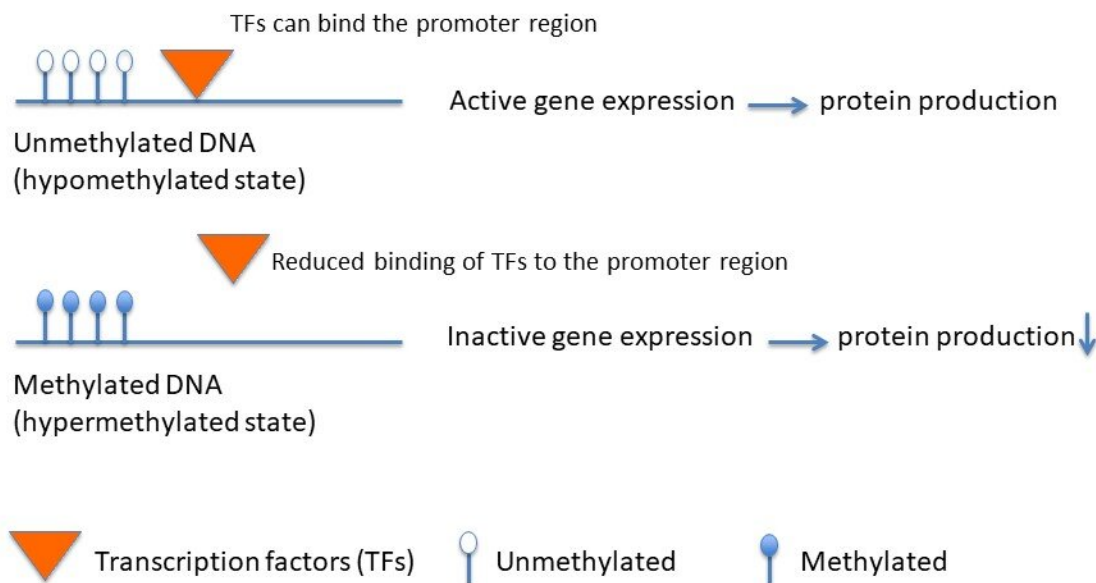 TFs can bind the promoter region
Active gene expression → protein production
Unmethylated DNA
(hypomethylated state)
Reduced binding of TFs to the promoter region
Inactive gene expression → protein production ↓
Methylated DNA
(hypermethylated state)
Transcription factors (TFs) Unmethylated Methylated